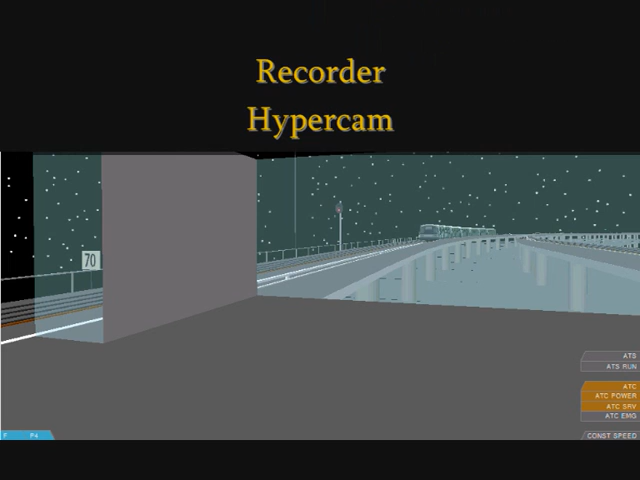 Recorder
Hypercam
70
ATS
ATS RUN
ATC
ATC POWER
ATC SRV
ATC EMG
F P4
CONST SPEED